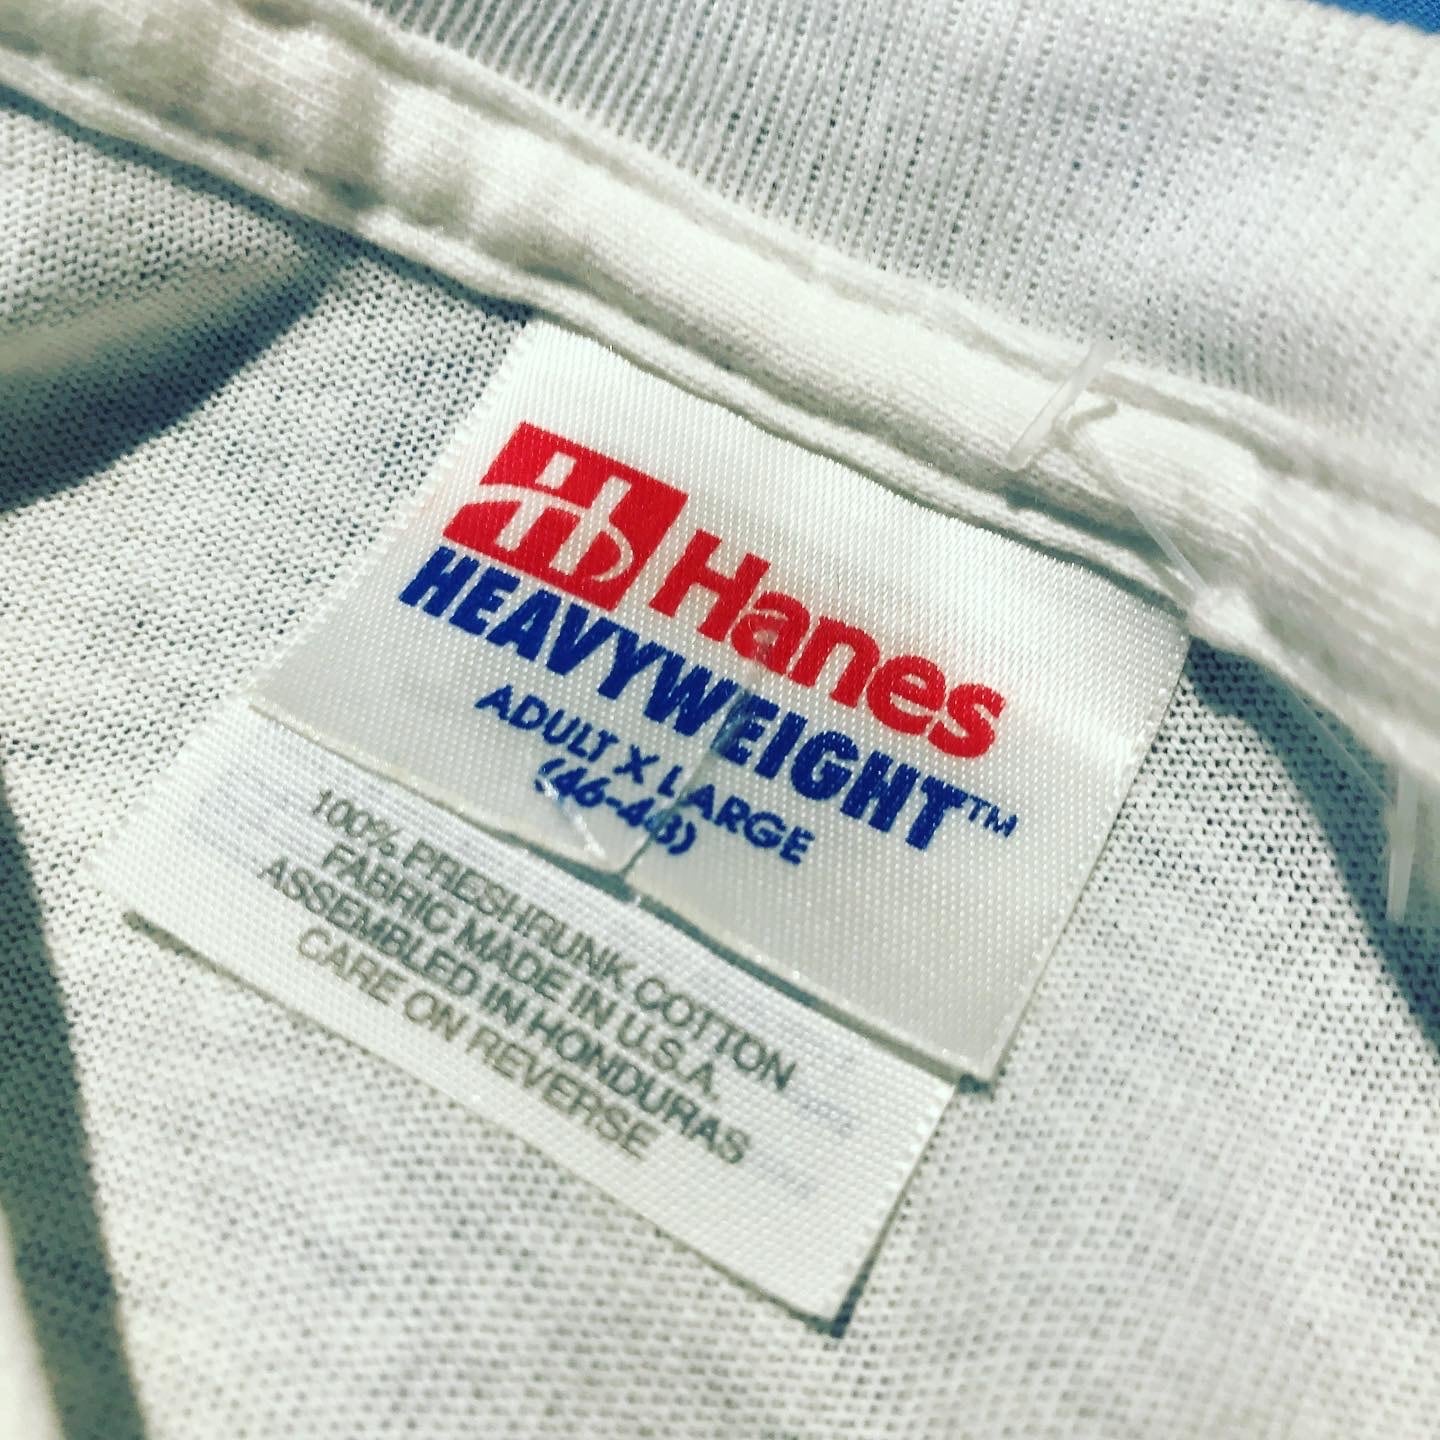 Hanes
HEAVYWEIGHT™
ADULT X LARGE
(46-48)
100% PRESHRUNK COTTON
FABRIC MADE IN U.S.A.
ASSEMBLED IN HONDURAS
CARE ON REVERSE